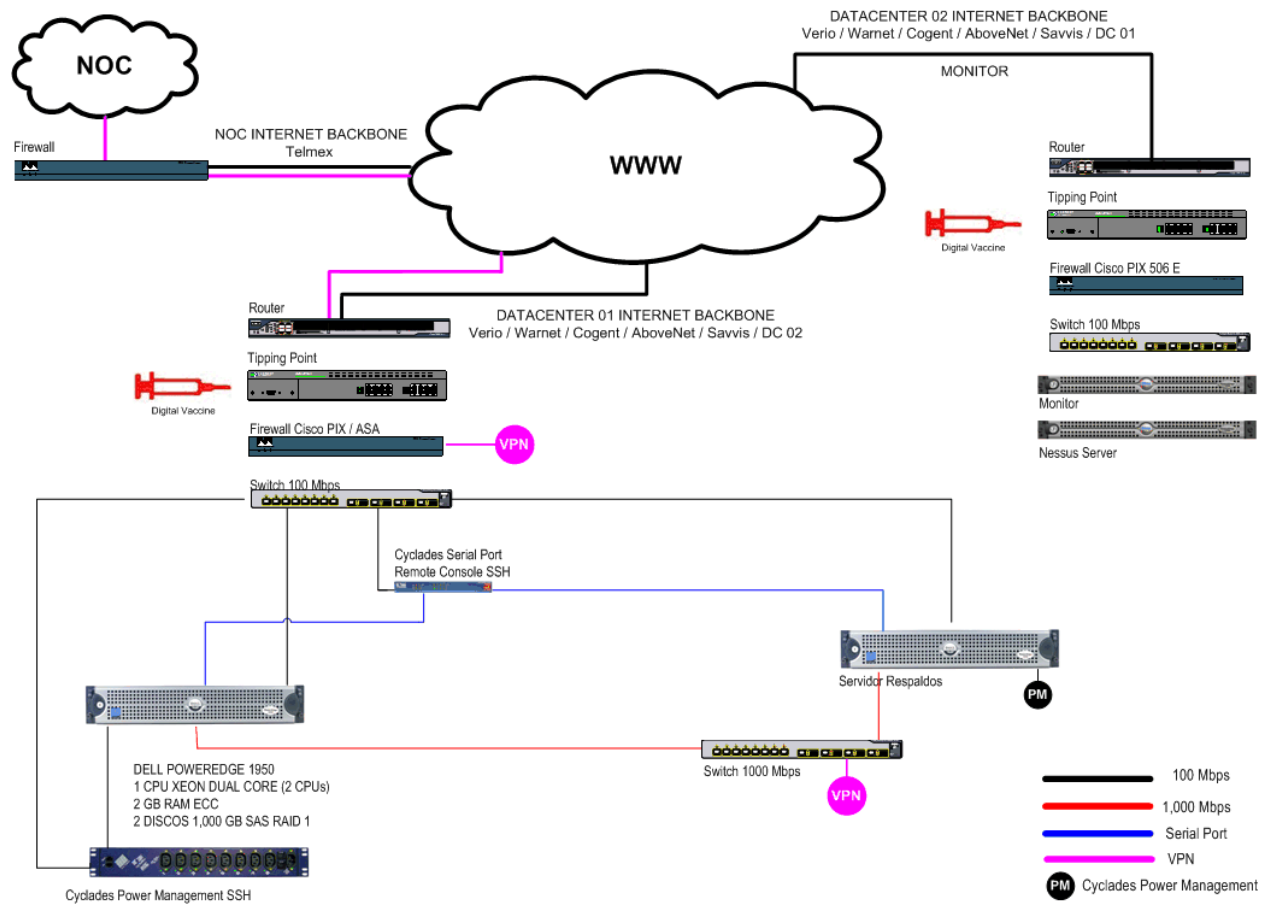 DATACENTER 02 INTERNET BACKBONE
Verio / Warnet / Cogent / AboveNet / Savvis / DC 01
MONITOR
NOC
NOC INTERNET BACKBONE
Telmex
Firewall
WWW
Router
Tipping Point
Digital Vaccine
Firewall Cisco PIX 506 E
Switch 100 Mbps
Monitor
Nessus Server
Router
DATACENTER 01 INTERNET BACKBONE
Verio / Warnet / Cogent / AboveNet / Savvis / DC 02
Tipping Point
Digital Vaccine
Firewall Cisco PIX / ASA
VPN
Switch 100 Mbps
Cyclades Serial Port
Remote Console SSH
Servidor Respaldos
PM
Switch 1000 Mbps
VPN
DELL POWEREDGE 1950
1 CPU XEON DUAL CORE (2 CPUs)
2 GB RAM ECC
2 DISCOS 1,000 GB SAS RAID 1
Cyclades Power Management SSH
100 Mbps
1,000 Mbps
Serial Port
VPN
PM Cyclades Power Management